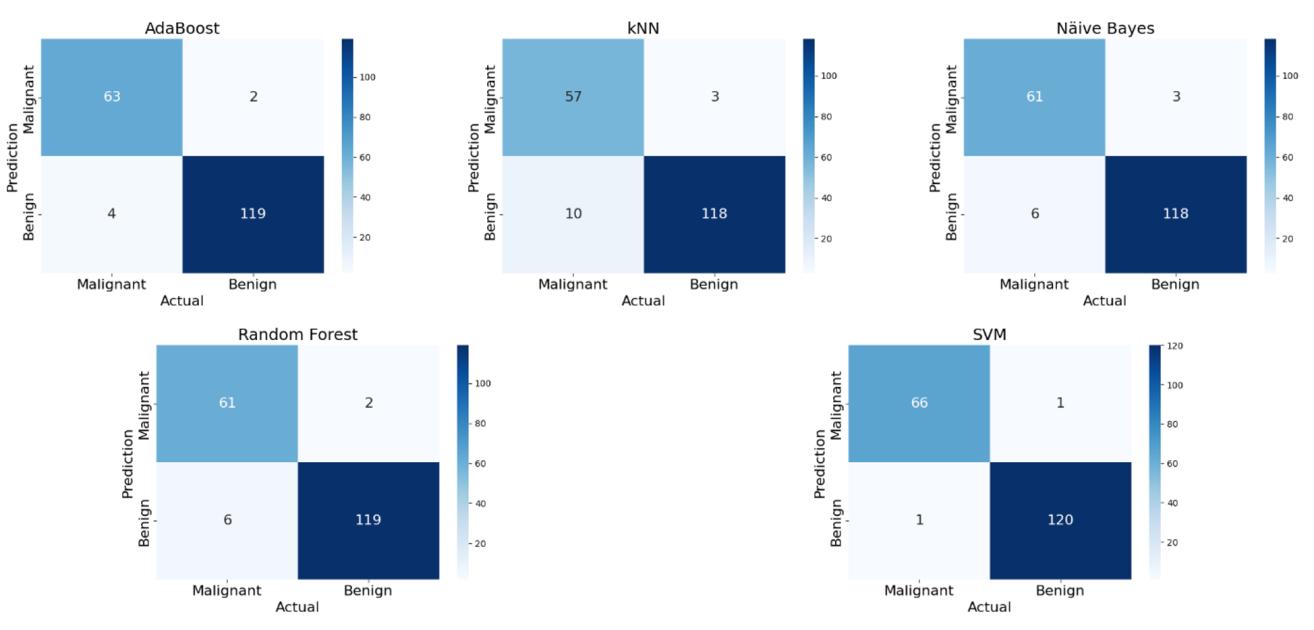 AdaBoost
Prediction
Malignant
Benign
63
2
4
119
Malignant
Benign
Actual
100
80
60
40
20
kNN
Prediction
Malignant
Benign
57
3
10
118
Malignant
Benign
Actual
100
80
60
40
20
Näive Bayes
Prediction
Malignant
Benign
61
3
6
118
Malignant
Benign
Actual
100
80
60
40
20
Random Forest
Prediction
Malignant
Benign
61
2
6
119
Malignant
Benign
Actual
100
80
60
40
20
SVM
Prediction
Malignant
Benign
66
1
1
120
Malignant
Benign
Actual
120
100
80
60
40
20